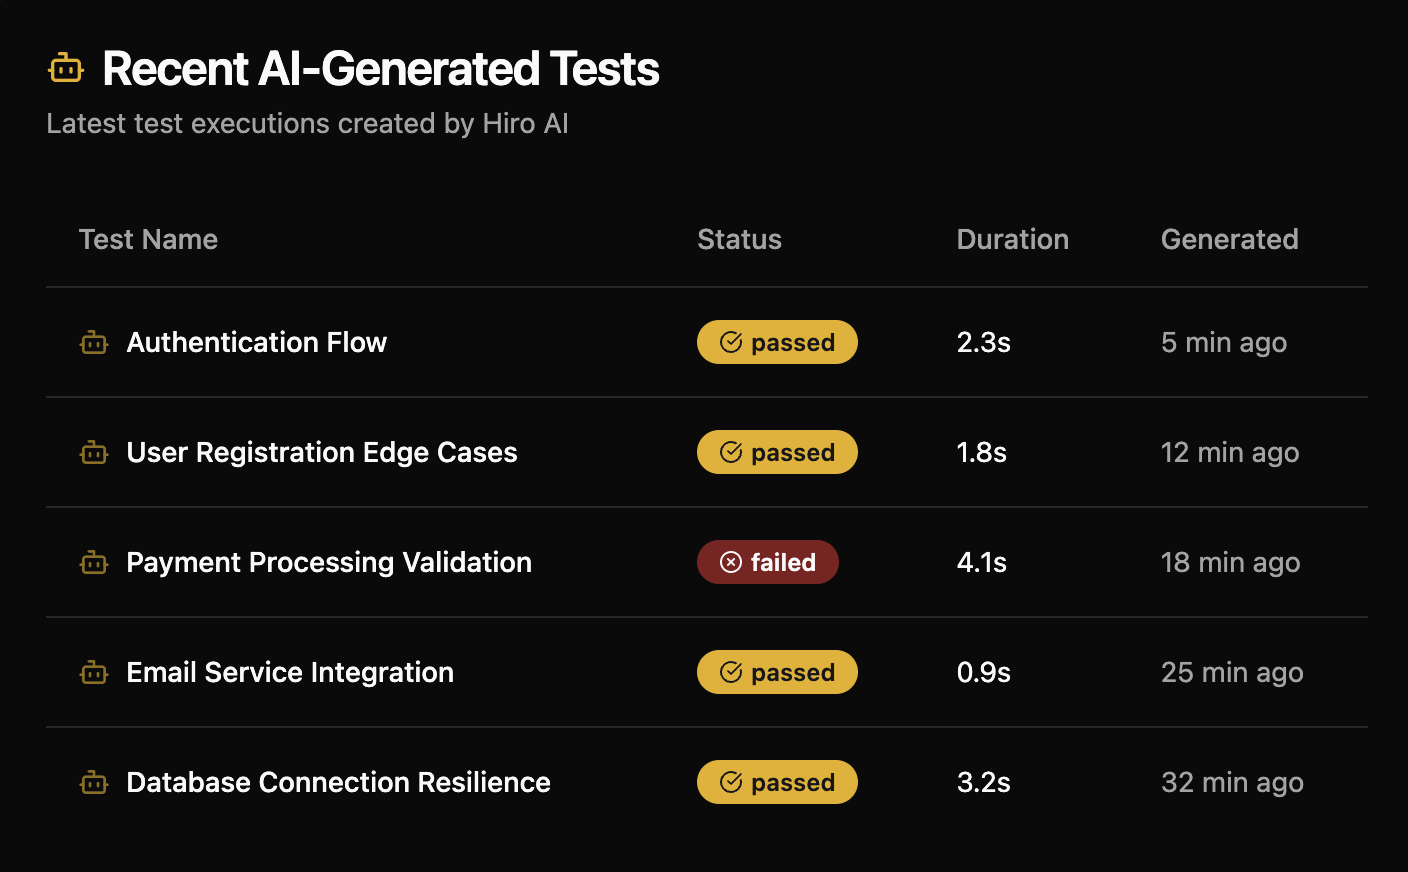 Recent AI-Generated Tests
Latest test executions created by Hiro AI
Test Name Status Duration Generated
Authentication Flow passed 2.3s 5 min ago
User Registration Edge Cases passed 1.8s 12 min ago
Payment Processing Validation failed 4.1s 18 min ago
Email Service Integration passed 0.9s 25 min ago
Database Connection Resilience passed 3.2s 32 min ago